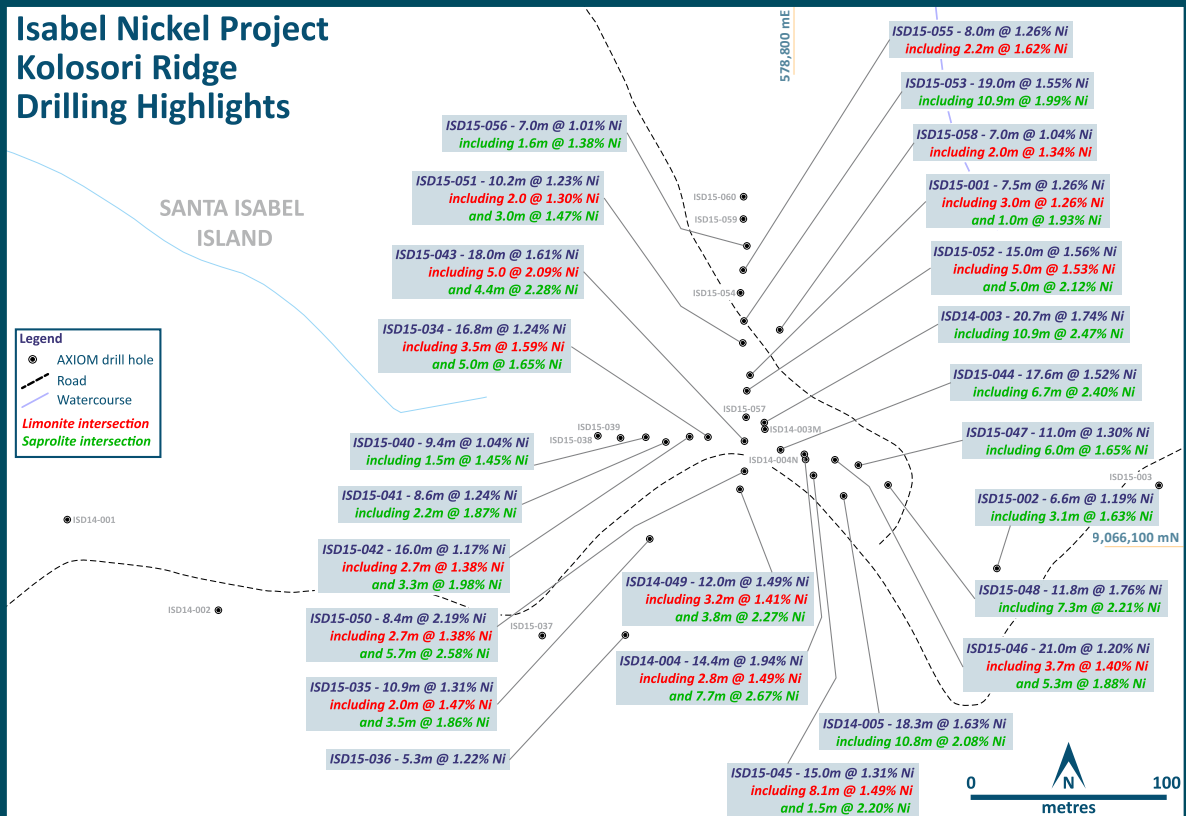 Isabel Nickel Project
Kolosori Ridge
Drilling Highlights
578,800 mE
SANTA ISABEL
ISLAND
Legend
AXIOM drill hole
Road
Watercourse
Limonite intersection
Saprolite intersection
ISD15-056 - 7.0m @ 1.01% Ni
including 1.6m @ 1.38% Ni
ISD15-051 - 10.2m @ 1.23% Ni
including 2.0 @ 1.30% Ni
and 3.0m @ 1.47% Ni
ISD15-043 - 18.0m @ 1.61% Ni
including 5.0 @ 2.09% Ni
and 4.4m @ 2.28% Ni
ISD15-034 - 16.8m @ 1.24% Ni
including 3.5m @ 1.59% Ni
and 5.0m @ 1.65% Ni
ISD15-040 - 9.4m @ 1.04% Ni
including 1.5m @ 1.45% Ni
ISD15-041 - 8.6m @ 1.24% Ni
including 2.2m @ 1.87% Ni
ISD15-042 - 16.0m @ 1.17% Ni
including 2.7m @ 1.38% Ni
and 3.3m @ 1.98% Ni
ISD15-050 - 8.4m @ 2.19% Ni
including 2.7m @ 1.38% Ni
and 5.7m @ 2.58% Ni
ISD15-035 - 10.9m @ 1.31% Ni
including 2.0m @ 1.47% Ni
and 3.5m @ 1.86% Ni
ISD15-036 - 5.3m @ 1.22% Ni
ISD15-060
ISD15-059
ISD15-054
ISD15-057
ISD14-003M
ISD14-004N
ISD15-039
ISD15-038
ISD14-001
ISD14-002
ISD15-037
ISD15-003
ISD15-055 - 8.0m @ 1.26% Ni
including 2.2m @ 1.62% Ni
ISD15-053 - 19.0m @ 1.55% Ni
including 10.9m @ 1.99% Ni
ISD15-058 - 7.0m @ 1.04% Ni
including 2.0m @ 1.34% Ni
ISD15-001 - 7.5m @ 1.26% Ni
including 3.0m @ 1.26% Ni
and 1.0m @ 1.93% Ni
ISD15-052 - 15.0m @ 1.56% Ni
including 5.0m @ 1.53% Ni
and 5.0m @ 2.12% Ni
ISD14-003 - 20.7m @ 1.74% Ni
including 10.9m @ 2.47% Ni
ISD15-044 - 17.6m @ 1.52% Ni
including 6.7m @ 2.40% Ni
ISD15-047 - 11.0m @ 1.30% Ni
including 6.0m @ 1.65% Ni
ISD15-002 - 6.6m @ 1.19% Ni
including 3.1m @ 1.63% Ni
9,066,100 mN
ISD15-048 - 11.8m @ 1.76% Ni
including 7.3m @ 2.21% Ni
ISD15-046 - 21.0m @ 1.20% Ni
including 3.7m @ 1.40% Ni
and 5.3m @ 1.88% Ni
ISD14-049 - 12.0m @ 1.49% Ni
including 3.2m @ 1.41% Ni
and 3.8m @ 2.27% Ni
ISD14-004 - 14.4m @ 1.94% Ni
including 2.8m @ 1.49% Ni
and 7.7m @ 2.67% Ni
ISD14-005 - 18.3m @ 1.63% Ni
including 10.8m @ 2.08% Ni
ISD15-045 - 15.0m @ 1.31% Ni
including 8.1m @ 1.49% Ni
and 1.5m @ 2.20% Ni
0 N 100
metres